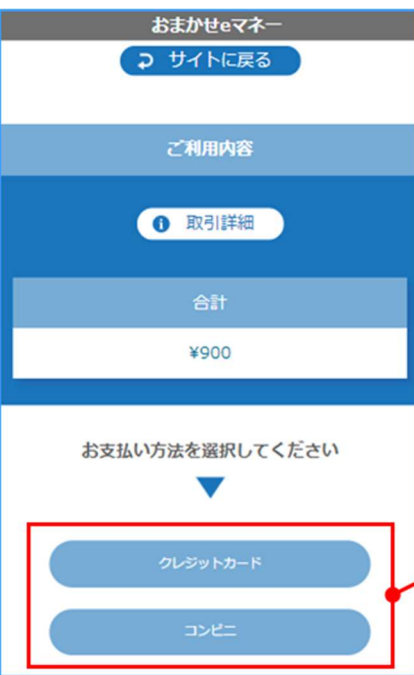 おまかせeマネー
サイトに戻る
ご利用内容
取引詳細
合計
¥900
お支払い方法を選択してください
クレジットカード
コンビニ